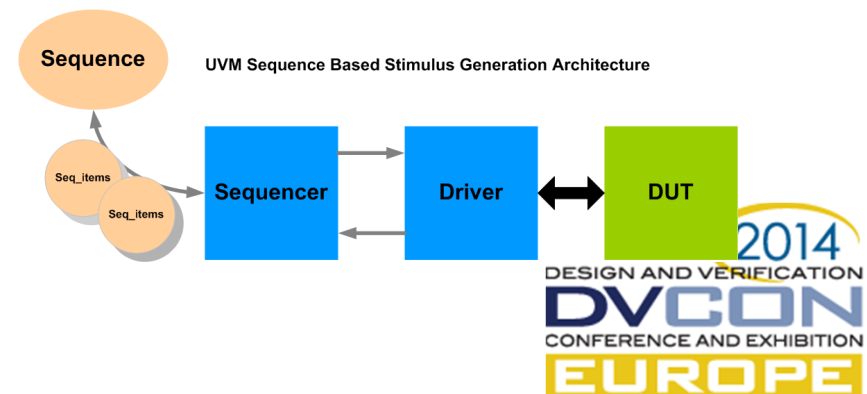 Sequence
UVM Sequence Based Stimulus Generation Architecture
Seq_items
Seq_items
Sequencer
Driver
DUT
2014
DESIGN AND VERIFICATION
DVCON
CONFERENCE AND EXHIBITION
EUROPE